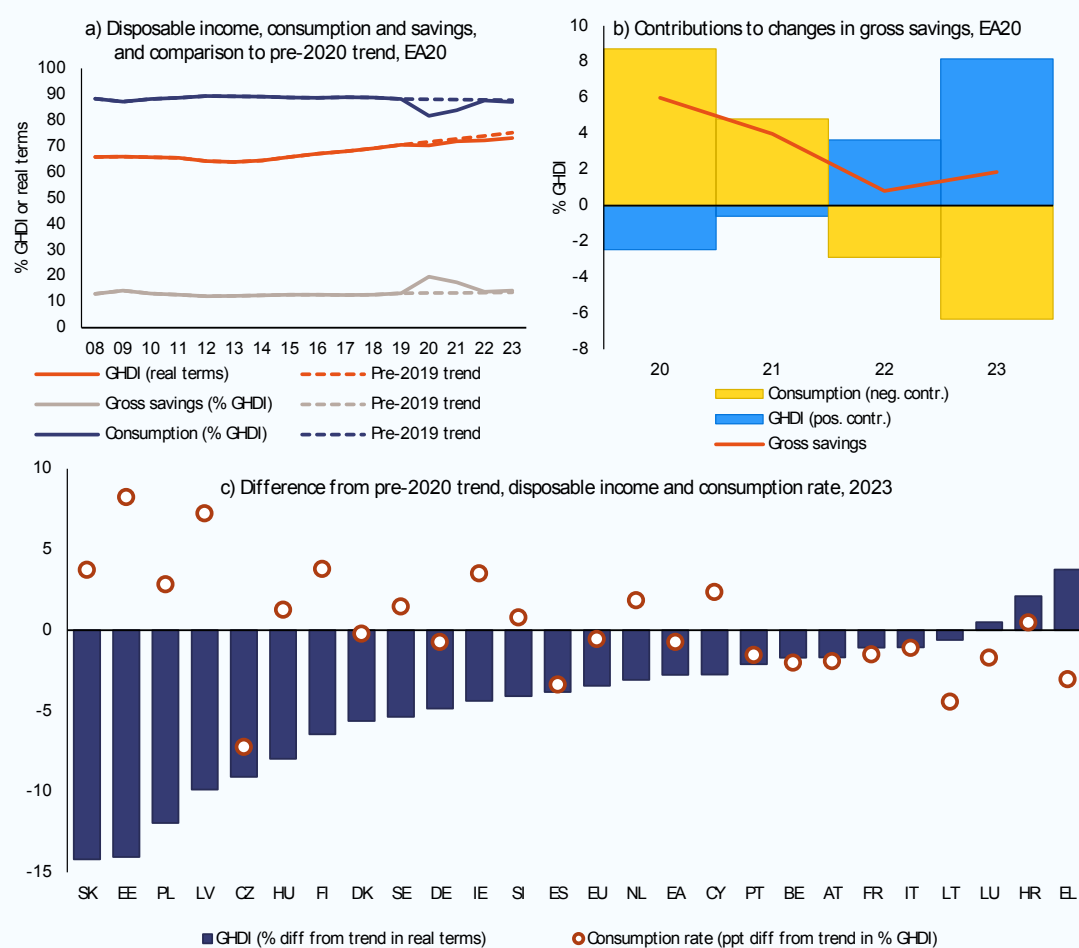 a) Disposable income, consumption and savings,
and comparison to pre-2020 trend, EA20
% GHDI or real terms
100
90
80
70
60
50
40
30
20
10
0
08 09 10 11 12 13 14 15 16 17 18 19 20 21 22 23
GHDI (real terms)
Pre-2019 trend
Gross savings (% GHDI)
Pre-2019 trend
Consumption (% GHDI)
Pre-2019 trend
b) Contributions to changes in gross savings, EA20
% GHDI
10
8
6
4
2
0
-2
-4
-6
-8
20 21 22 23
Consumption (neg. contr.)
GHDI (pos. contr.)
Gross savings
c) Difference from pre-2020 trend, disposable income and consumption rate, 2023
10
5
0
-5
-10
-15
SK EE PL LV CZ HU FI DK SE DE IE SI ES EU NL EA CY PT BE AT FR IT LT LU HR EL
GHDI (% diff from trend in real terms)
Consumption rate (ppt diff from trend in % GHDI)